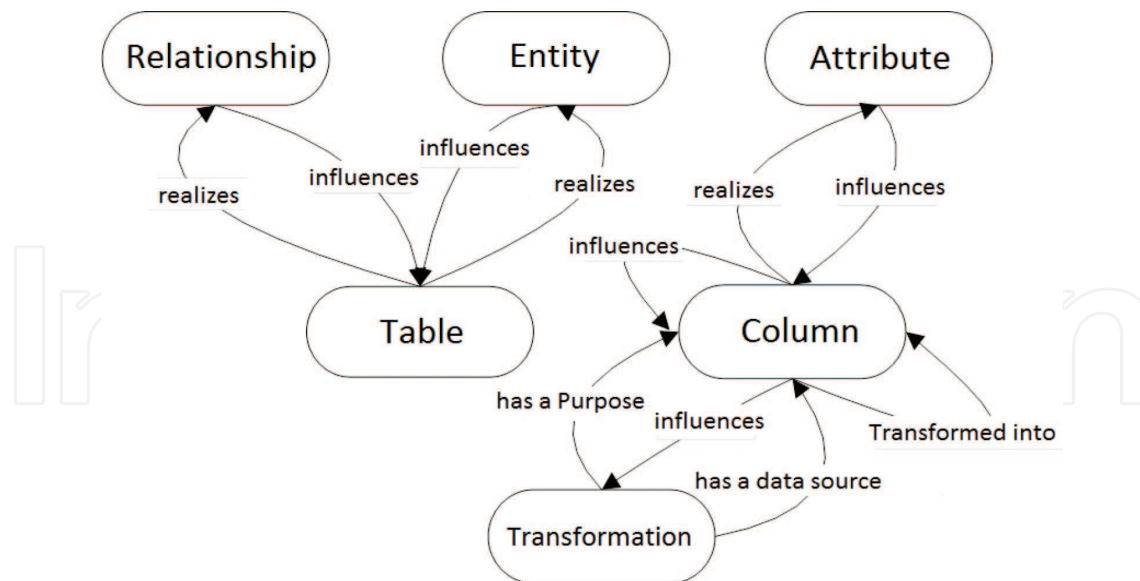 Relationship
Entity
Attribute
influences
realizes
influences
realizes
realizes
influences
influences
Table
Column
has a Purpose
influences
Transformed into
has a data source
Transformation